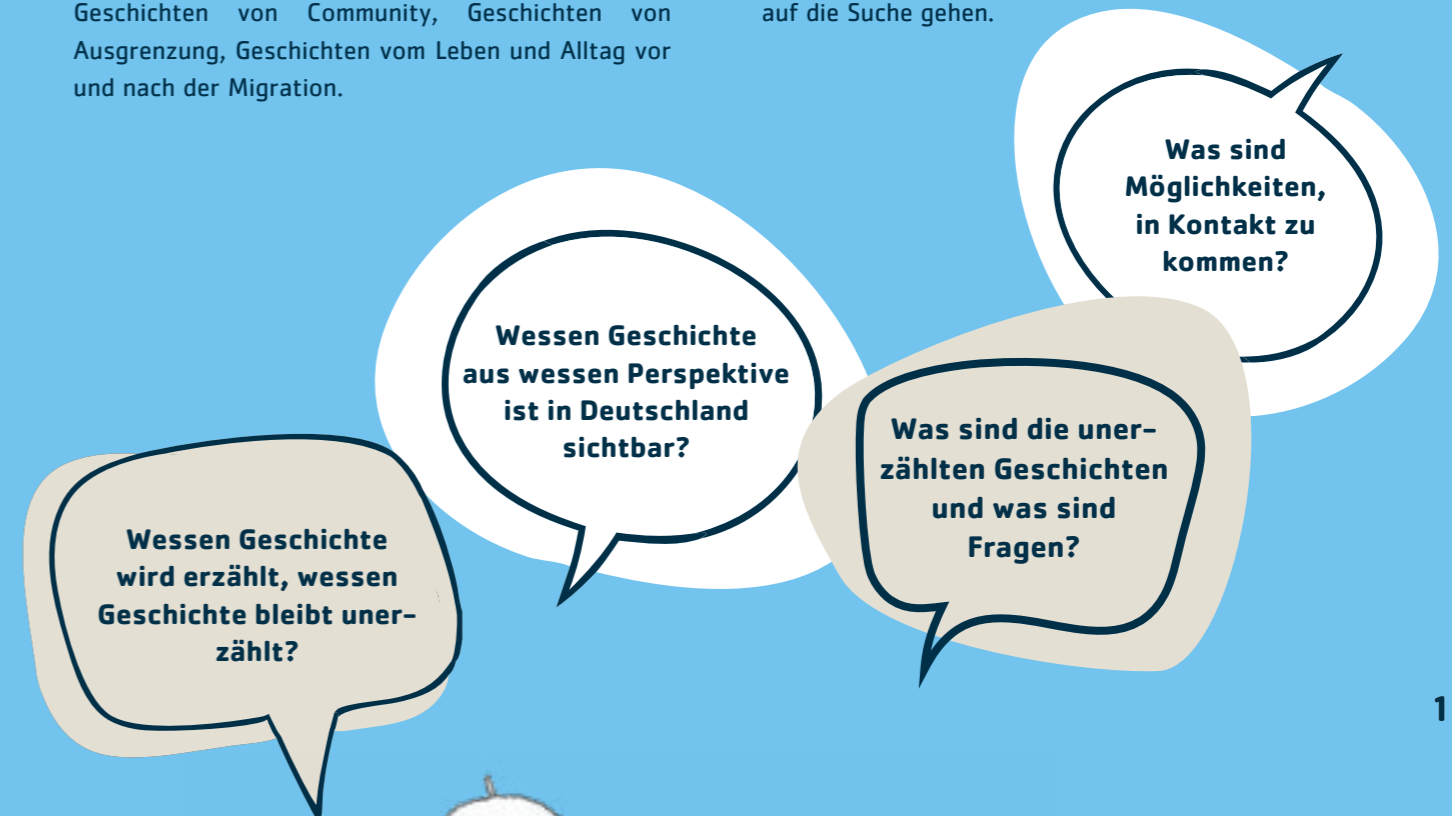 Geschichten von Community, Geschichten von
Ausgrenzung, Geschichten vom Leben und Alltag vor
und nach der Migration.
auf die Suche gehen.
Was sind
Möglichkeiten,
in Kontakt zu
kommen?
Wessen Geschichte
aus wessen Perspektive
ist in Deutschland
sichtbar?
Was sind die uner-
zählten Geschichten
und was sind
Fragen?
Wessen Geschichte
wird erzählt, wessen
Geschichte bleibt uner-
zählt?
1